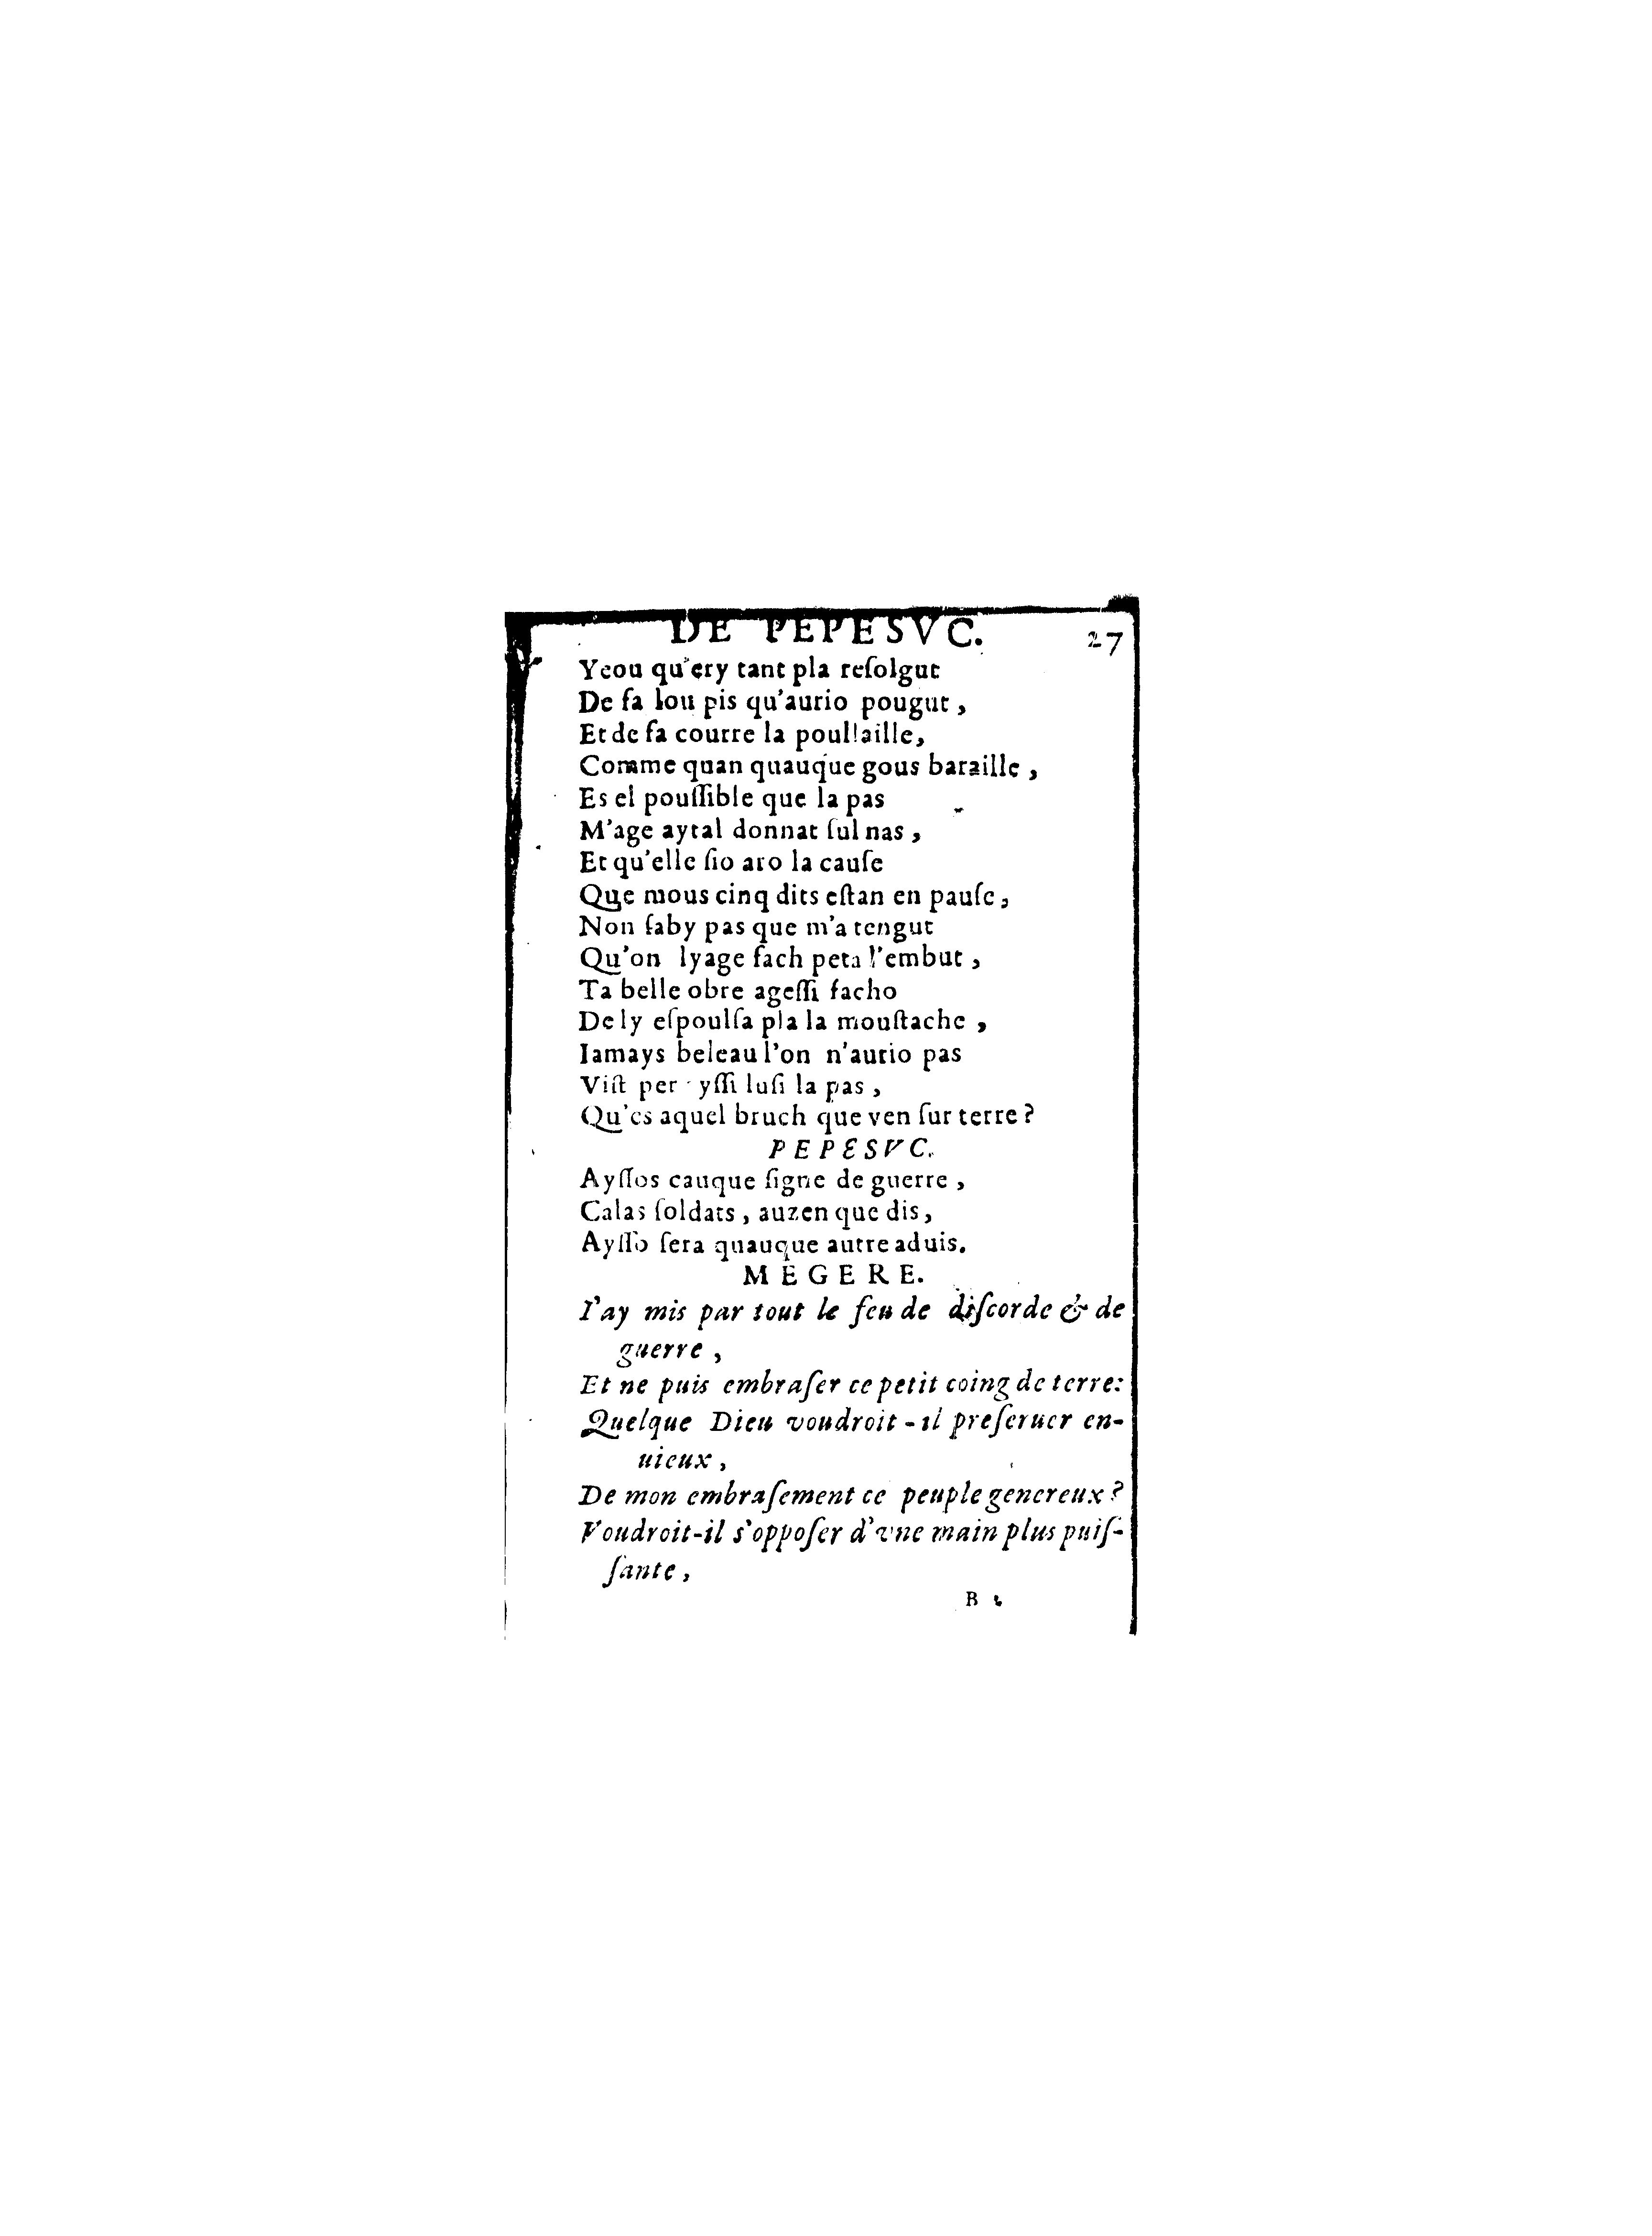 DE PEPESVC. 27
Yeou qu'ery tant pla reſolgut
De fa lou pis qu'aurio pougut,
Et de fa courre la poullaille,
Comme quan quauque gous baraille,
Es el pouſſible que la pas
M'age aytal donnat ſul nas,
Et qu'elle ſio aro la cauſe
Que mous cinq dits eſtan en pauſe,
Non ſaby pas que m'a tengut
Qu'on lyage fach peta l'embut,
Ta belle obre ageſſi facho
De ly eſpoulſa pla la mouſtache,
Iamays beleau l'on n'aurio pas
Viſt per yſſi luſi la pas,
Qu'es aquel bruch que ven ſur terre?
PEPESVC.
Ayſſos cauque ſigne de guerre,
Calas ſoldats, auzen que dis,
Ayſſo ſera quauque autre aduis.
MEGERE.
I'ay mis par tout le feu de diſcorde & de
guerre,
Et ne puis embraſer ce petit coing de terre:
Quelque Dieu voudroit-il preſeruer en-
uieux,
De mon embraſement ce peuple genereux?
Voudroit-il s'oppoſer d'vne main plus puiſ-
ſante,
B